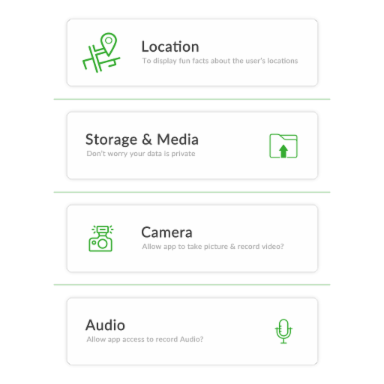 Location
To display fun facts about the user's locations
Storage & Media
Don't worry your data is private
Camera
Allow app to take picture & record video?
Audio
Allow app access to record Audio?